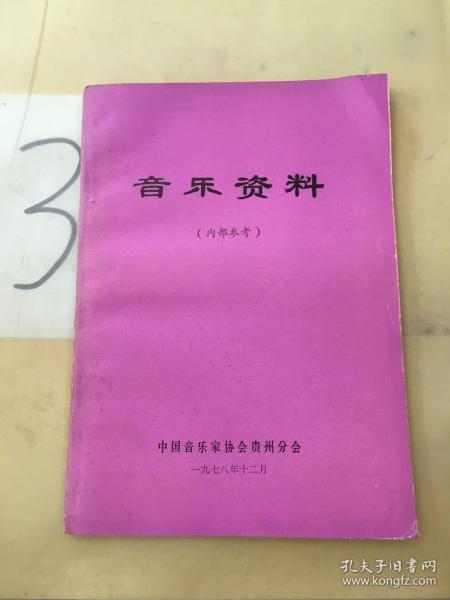 3
音乐资料
(内部参考)
中国音乐家协会贵州分会
一九七八年十二月
孔夫子旧书网
www.kongfz.com